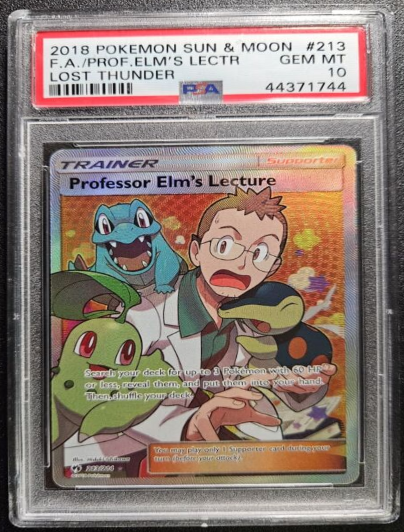 2018 POKEMON SUN & MOON #213
F.A./PROF.ELM'S LECTR GEM MT
LOST THUNDER 10
PSA 44371744
TRAINER Supporter
Professor Elm's Lecture
Search your deck for up to 3 Pokémon with 60 HP
or less, reveal them, and put them into your hand.
Then, shuffle your deck.
You may play only 1 Supporter card during your
turn (before your attack).
213/214